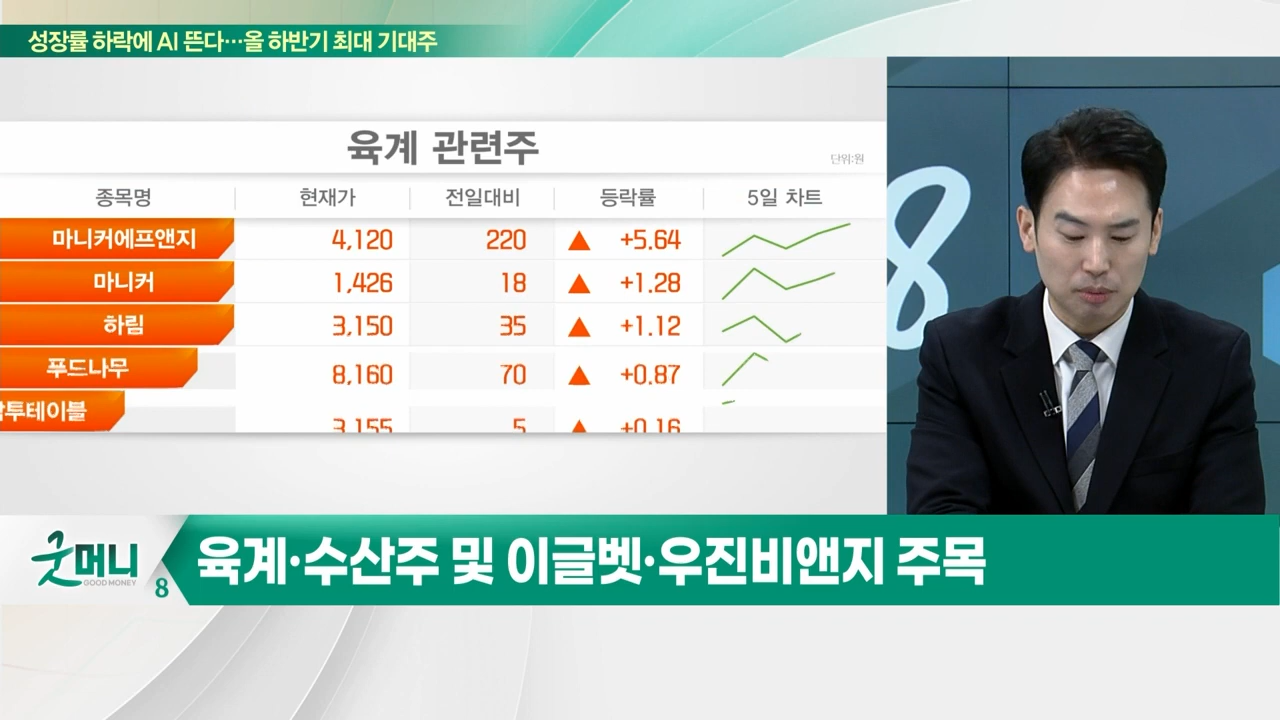 성장률 하락에 AI 뜬다…올 하반기 최대 기대주
육계 관련주
단위:원
종목명 현재가 전일대비 등락률 5일 차트
마니커에프앤지 4,120 220 ▲ +5.64
마니커 1,426 18 ▲ +1.28
하림 3,150 35 ▲ +1.12
푸드나무 8,160 70 ▲ +0.87
투테이블 3,155 5 ▲ +0.16
8
굿머니
GOOD MONEY
8
육계·수산주 및 이글벳·우진비앤지 주목